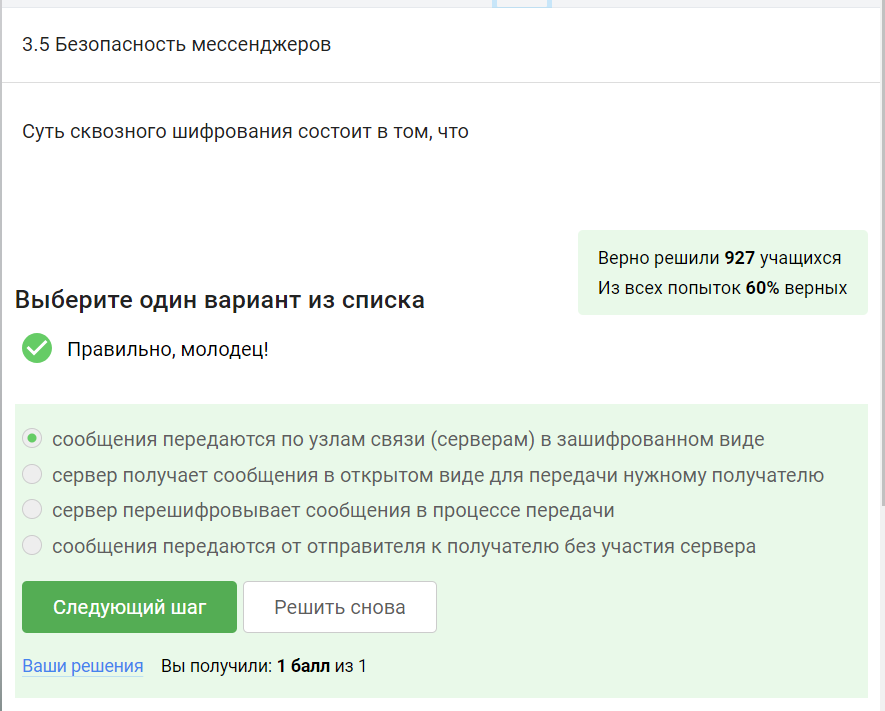 3.5 Безопасность мессенджеров
Суть сквозного шифрования состоит в том, что
Верно решили 927 учащихся
Из всех попыток 60% верных
Выберите один вариант из списка
Правильно, молодец!
сообщения передаются по узлам связи (серверам) в зашифрованном виде
сервер получает сообщения в открытом виде для передачи нужному получателю
сервер перешифровывает сообщения в процессе передачи
сообщения передаются от отправителя к получателю без участия сервера
Следующий шаг
Решить снова
Ваши решения Вы получили: 1 балл из 1